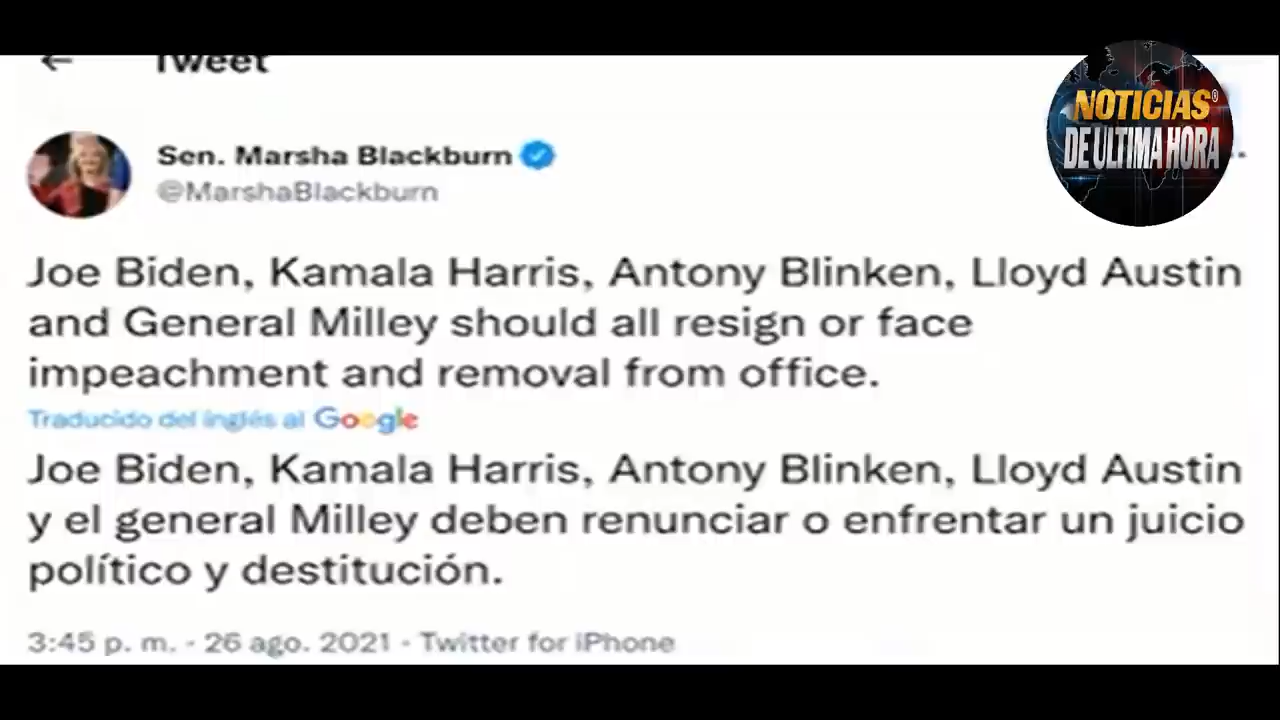 Tweet
NOTICIAS®
DE ULTIMA HORA
Sen. Marsha Blackburn
@MarshaBlackburn
Joe Biden, Kamala Harris, Antony Blinken, Lloyd Austin
and General Milley should all resign or face
impeachment and removal from office.
Traducido del inglés al Google
Joe Biden, Kamala Harris, Antony Blinken, Lloyd Austin
y el general Milley deben renunciar o enfrentar un juicio
político y destitución.
3:45 p. m. · 26 ago. 2021 · Twitter for iPhone